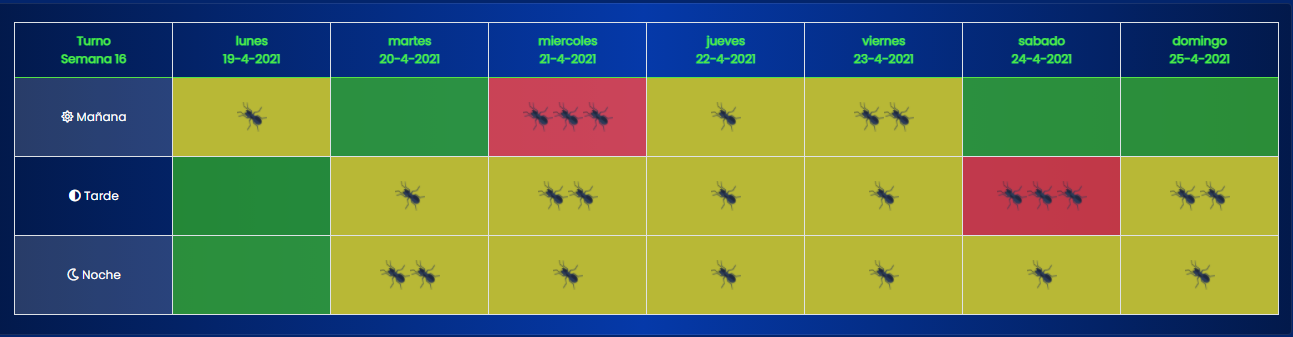 Turno
Semana 16
lunes
19-4-2021
martes
20-4-2021
miercoles
21-4-2021
jueves
22-4-2021
viernes
23-4-2021
sabado
24-4-2021
domingo
25-4-2021
Mañana
Tarde
Noche